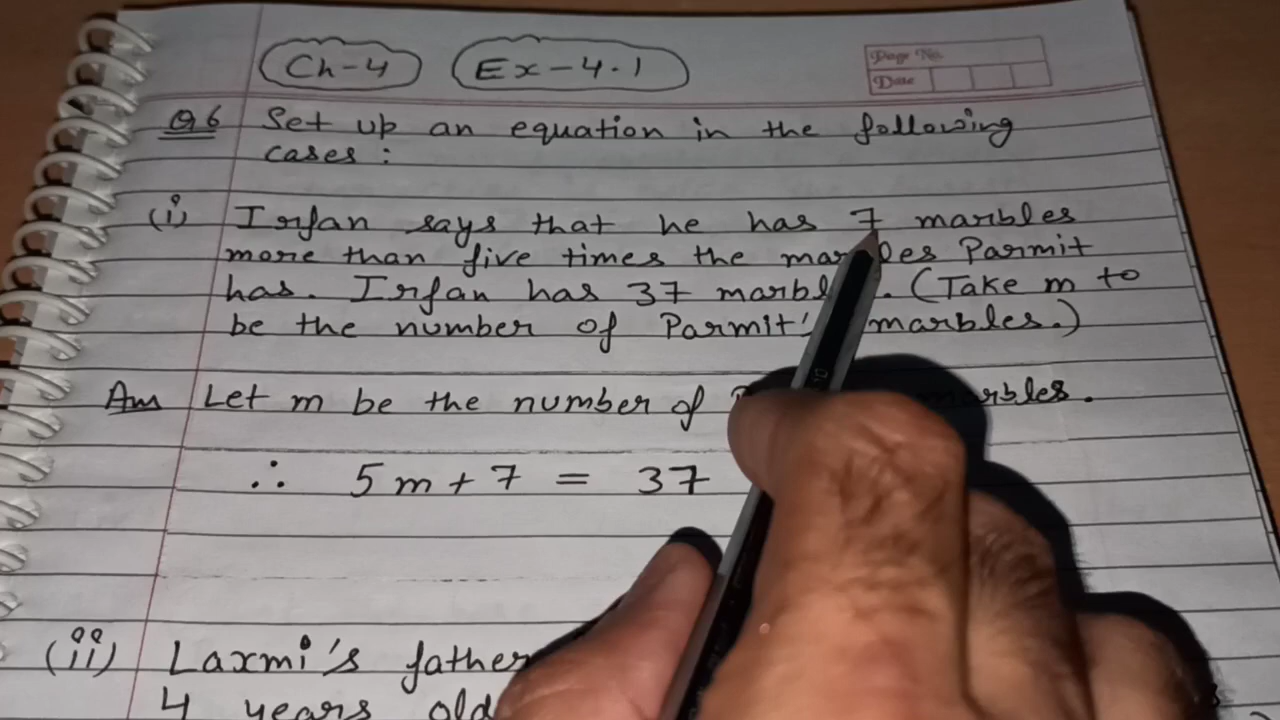 Ch-4 Ex-4.1
Page No.
Date
Q6 Set up an equation in the following
cases:
(i) Irfan says that he has 7 marbles
more than five times the marbles Parmit
has. Irfan has 37 . (Take m to
be the number of Parmit' marbles.)
Ans Let m be the number of marbles.
∴ 5m+7 = 37
(ii) Laxmi's father
4 years old